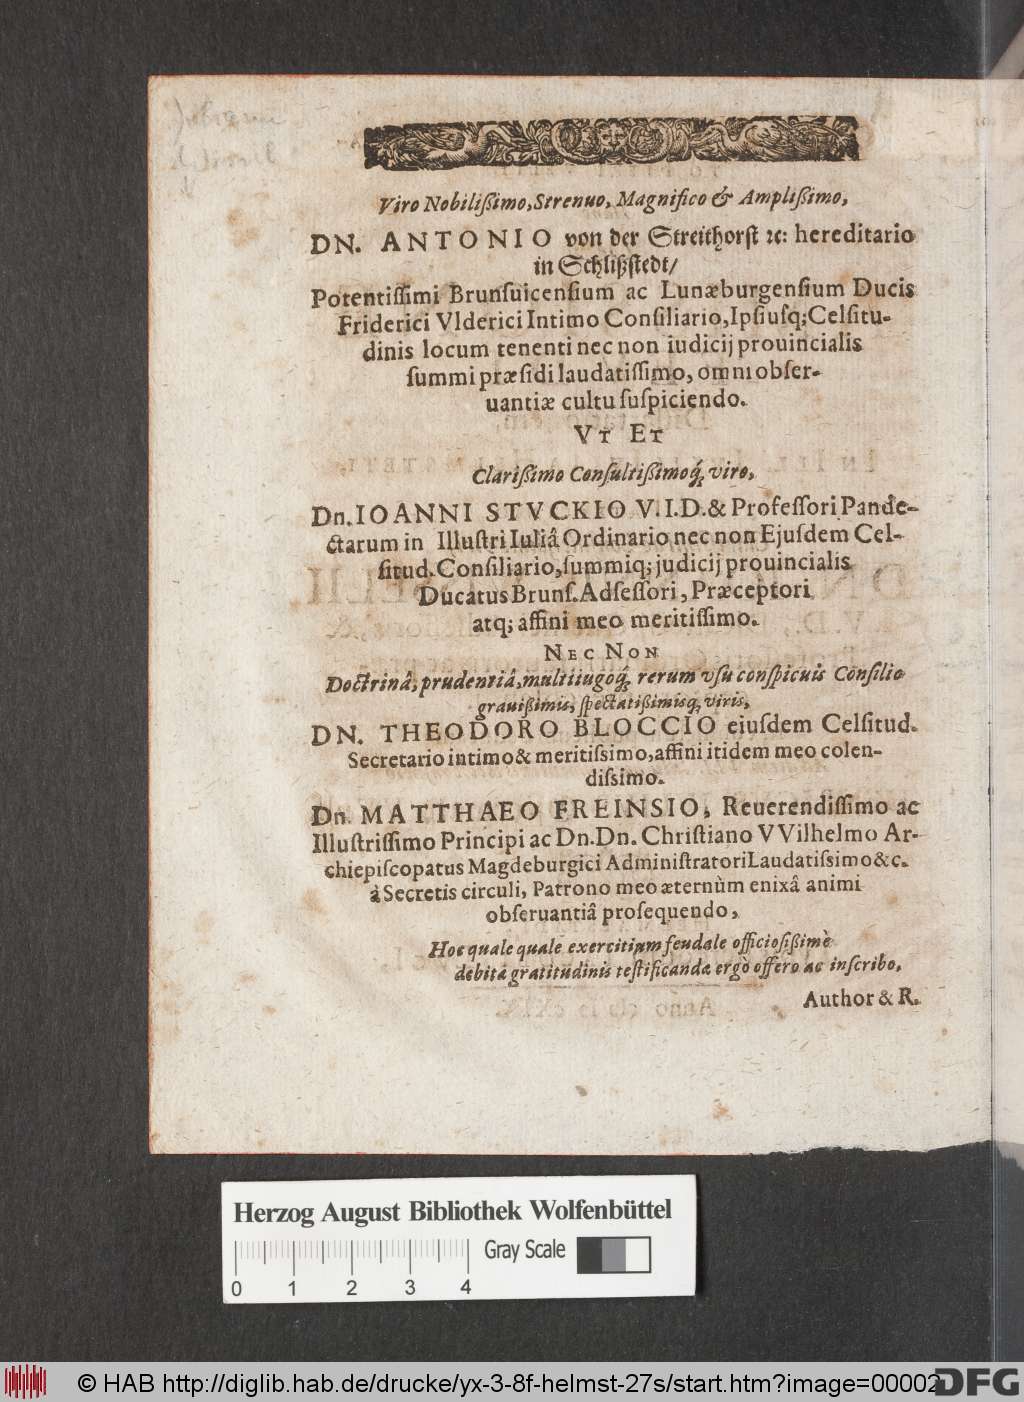 Viro Nobilißimo, Strenuo, Magnifico & Amplißimo,
DN. ANTONIO von der Streithorst ꝛc: hereditario
in Schlißstedt/
Potentiſſimi Brunſuicenſium ac Lunæburgenſium Ducis
Friderici Vlderici Intimo Conſiliario, Ipſiuſq; Celſitu-
dinis locum tenenti nec non iudicij prouincialis
ſummi præſidi laudatiſſimo, omni obſer-
uantiæ cultu ſuſpiciendo.
VT ET
Clarißimo Conſultißimoq́; viro,
Dn. IOANNI STVCKIO V. I. D. & Profeſſori Pande-
ctarum in Illuſtri Iuliâ Ordinario nec non Ejuſdem Cel-
ſitud. Conſiliario, ſummiq; judicij prouincialis
Ducatus Brunſ. Adſeſſori, Præceptori
atq; affini meo meritiſſimo.
NEC NON
Doctrinâ, prudentiâ, multiiugoq́; rerum vſu conſpicuis Conſilio
grauißimis, ſpectatißimisq; viris,
DN. THEODORO BLOCCIO ejuſdem Celſitud.
Secretario intimo & meritiſsimo, affini itidem meo colen-
diſsimo.
Dn. MATTHAEO FREINSIO, Reuerendiſſimo ac
Illuſtriſſimo Principi ac Dn. Dn. Chriſtiano VVilhelmo Ar-
chiepiſcopatus Magdeburgici Adminiſtratori Laudatiſsimo &c.
à Secretis circuli, Patrono meo æternùm enixâ animi
obſeruantiâ proſequendo,
Hoc quale quale exercitium feudale officioſißimè
debitâ gratitudinis teſtificandæ ergò offero ac inſcribo,
Author & R.
Herzog August Bibliothek Wolfenbüttel
Gray Scale
0 1 2 3 4
© HAB http://diglib.hab.de/drucke/yx-3-8f-helmst-27s/start.htm?image=00002
DFG